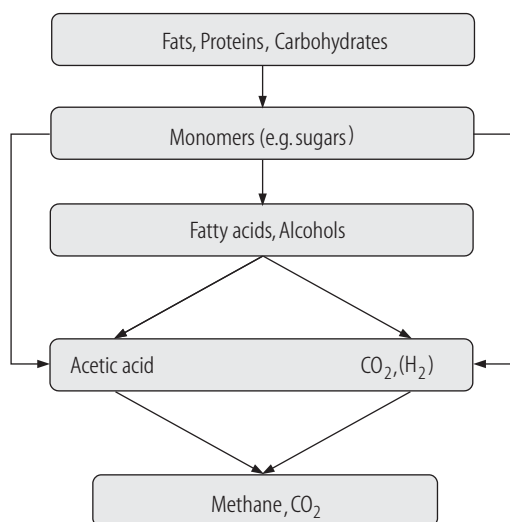 Fats, Proteins, Carbohydrates
Monomers (e.g. sugars)
Fatty acids, Alcohols
Acetic acid CO₂, (H₂)
Methane, CO₂